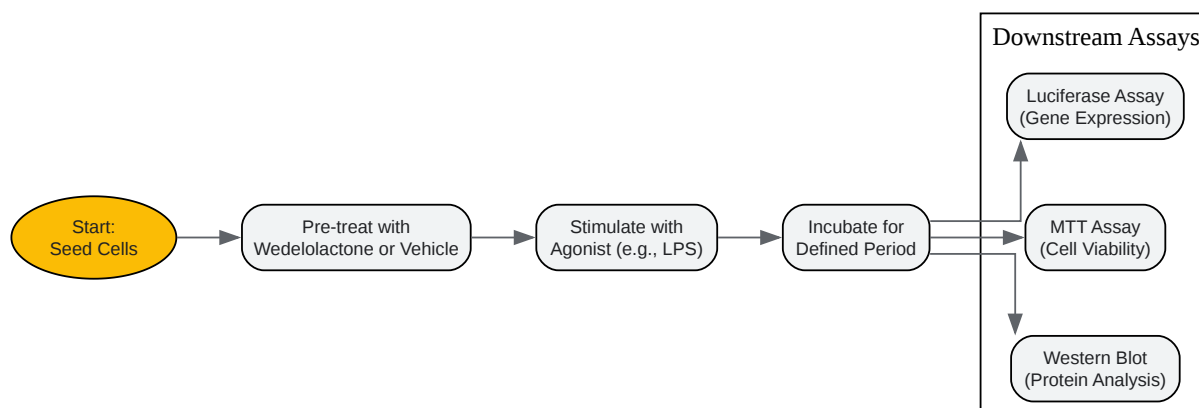 Start:
Seed Cells
Pre-treat with
Wedelolactone or Vehicle
Stimulate with
Agonist (e.g., LPS)
Incubate for
Defined Period
Downstream Assays
Luciferase Assay
(Gene Expression)
MTT Assay
(Cell Viability)
Western Blot
(Protein Analysis)